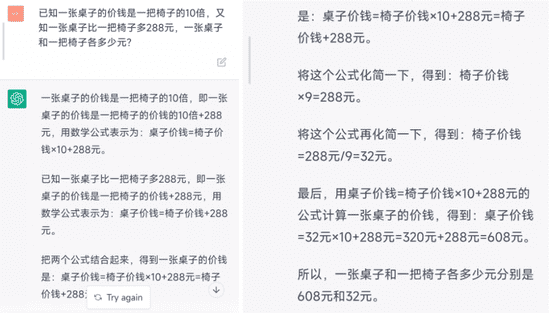 已知一张桌子的价钱是一把椅子的10倍，又
知一张桌子比一把椅子多288元，一张桌子
和一把椅子各多少元？
一张桌子的价钱是一把椅子的10倍，即一
张桌子的价钱是一把椅子的价钱的10倍+288
元，用数学公式表示为：桌子价钱=椅子价
钱×10+288元。
已知一张桌子比一把椅子多288元，即一张
桌子的价钱是一把椅子的价钱+288元，用
数学公式表示为：桌子价钱=椅子价钱+288
元。
把两个公式结合起来，得到一张桌子的价钱
是：桌子价钱=椅子价钱×10+288元=椅子
价钱+288
Try again
是：桌子价钱=椅子价钱×10+288元=椅子
价钱+288元。
将这个公式化简一下，得到：椅子价钱
×9=288元。
将这个公式再化简一下，得到：椅子价钱
=288元/9=32元。
最后，用桌子价钱=椅子价钱×10+288元的
公式计算一张桌子的价钱，得到：桌子价钱
=32元×10+288元=320元+288元=608元。
所以，一张桌子和一把椅子各多少元分别是
608元和32元。